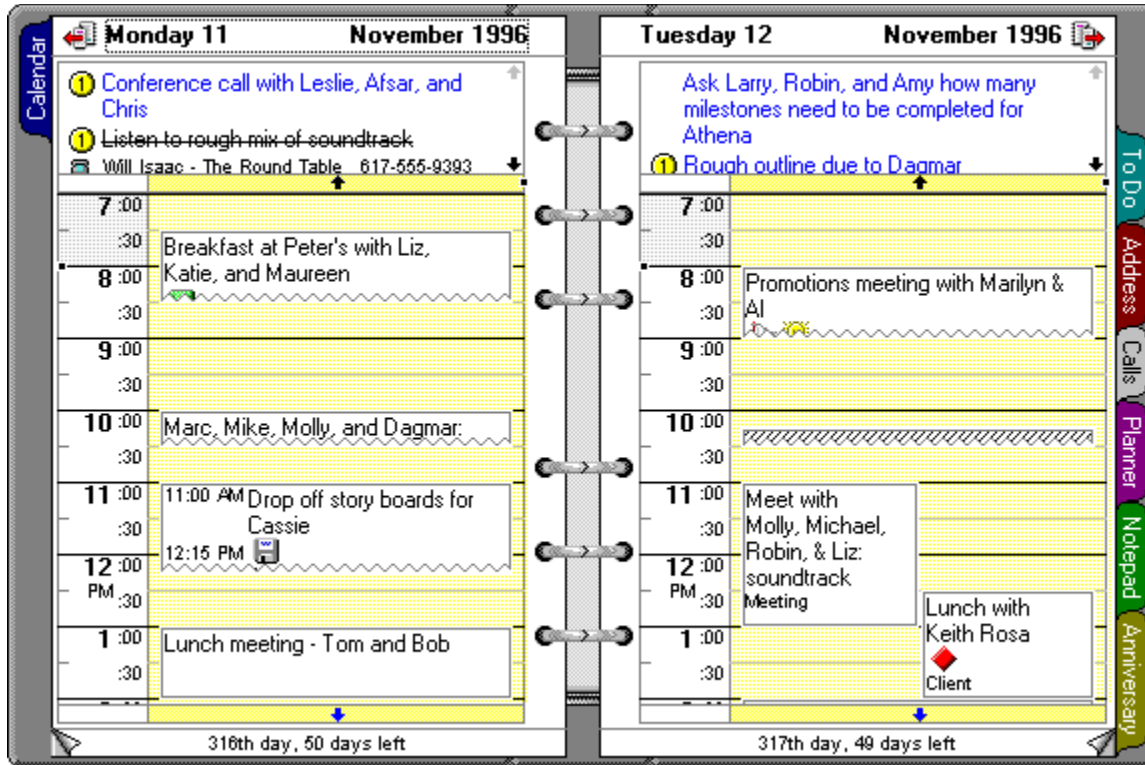 Calendar
Monday 11 November 1996
Conference call with Leslie, Afsar, and
Chris
Listen to rough mix of soundtrack
Will Isaac - The Round Table 617-555-9393
7 :00
:30
Breakfast at Peter's with Liz,
Katie, and Maureen
8 :00
:30
9 :00
:30
10 :00
Marc, Mike, Molly, and Dagmar:
:30
11 :00
11:00 AM Drop off story boards for
Cassie
:30
12:15 PM
12 :00
PM :30
1 :00
Lunch meeting - Tom and Bob
:30
316th day, 50 days left
Tuesday 12 November 1996
Ask Larry, Robin, and Amy how many
milestones need to be completed for
Athena
1 Rough outline due to Dagmar
7 :00
:30
8 :00
Promotions meeting with Marilyn &
Al
:30
9 :00
:30
10 :00
:30
11 :00
Meet with
Molly, Michael,
Robin, & Liz:
soundtrack
Meeting
:30
12 :00
PM :30
Lunch with
Keith Rosa
Client
1 :00
:30
317th day, 49 days left
To Do
Address
Calls
Planner
Notepad
Anniversary